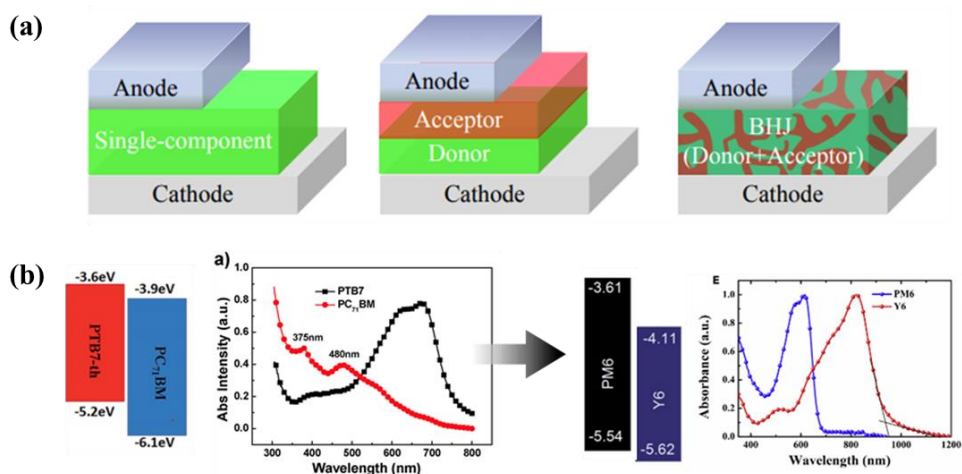 (a)
Anode
Single-component
Cathode
Anode
Acceptor
Donor
Cathode
Anode
BHJ
(Donor+Acceptor)
Cathode
(b)
-3.6eV
PTB7-th
-5.2eV
-3.9eV
PC71BM
-6.1eV
a)
Abs Intensity (a.u.)
1.0
0.8
0.6
0.4
0.2
0.0
PTB7
PC71BM
375nm
480nm
300 400 500 600 700 800
Wavelength (nm)
-3.61
PM6
-5.54
-4.11
Y6
-5.62
E
Absorbance (a.u.)
1.0
0.8
0.6
0.4
0.2
0.0
PM6
Y6
400 600 800 1000 1200
Wavelength (nm)